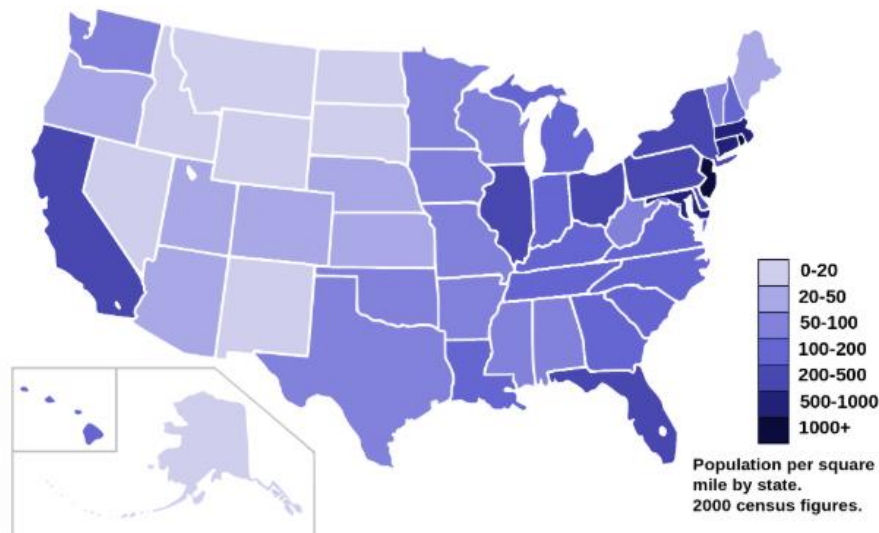 0-20
20-50
50-100
100-200
200-500
500-1000
1000+
Population per square
mile by state.
2000 census figures.